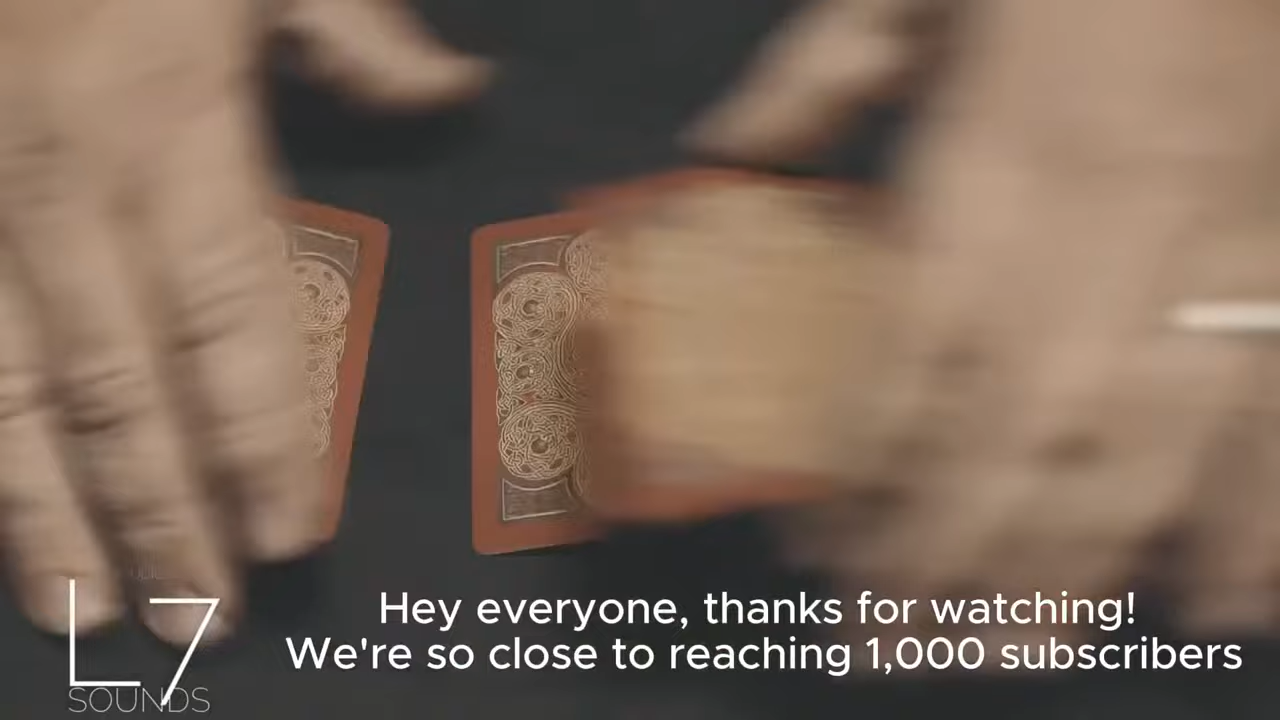 Hey everyone, thanks for watching!
We're so close to reaching 1,000 subscribers
L7
SOUNDS